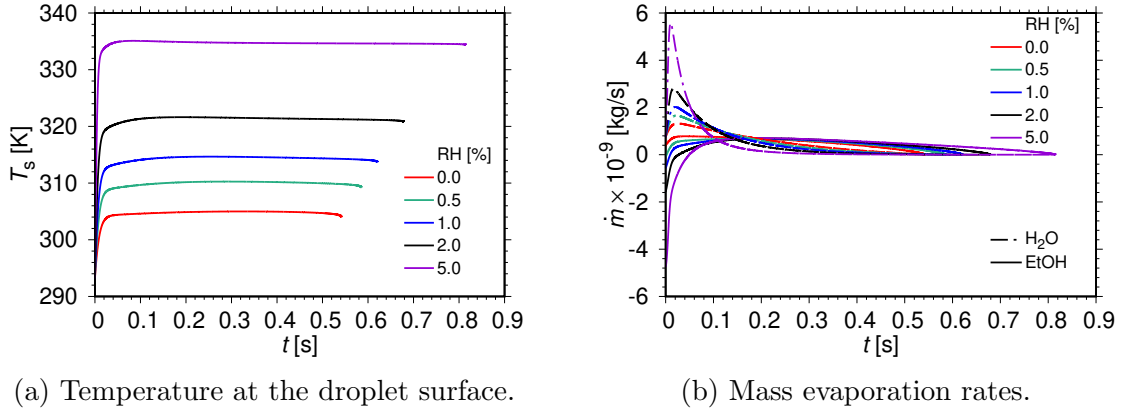 340
330
320
310
300
290
T_s [K]
0 0.1 0.2 0.3 0.4 0.5 0.6 0.7 0.8 0.9
t [s]
RH [%]
0.0
0.5
1.0
2.0
5.0
(a) Temperature at the droplet surface.
6
4
2
0
-2
-4
-6
ṁ × 10⁻⁹ [kg/s]
0 0.1 0.2 0.3 0.4 0.5 0.6 0.7 0.8 0.9
t [s]
RH [%]
0.0
0.5
1.0
2.0
5.0
H₂O
EtOH
(b) Mass evaporation rates.